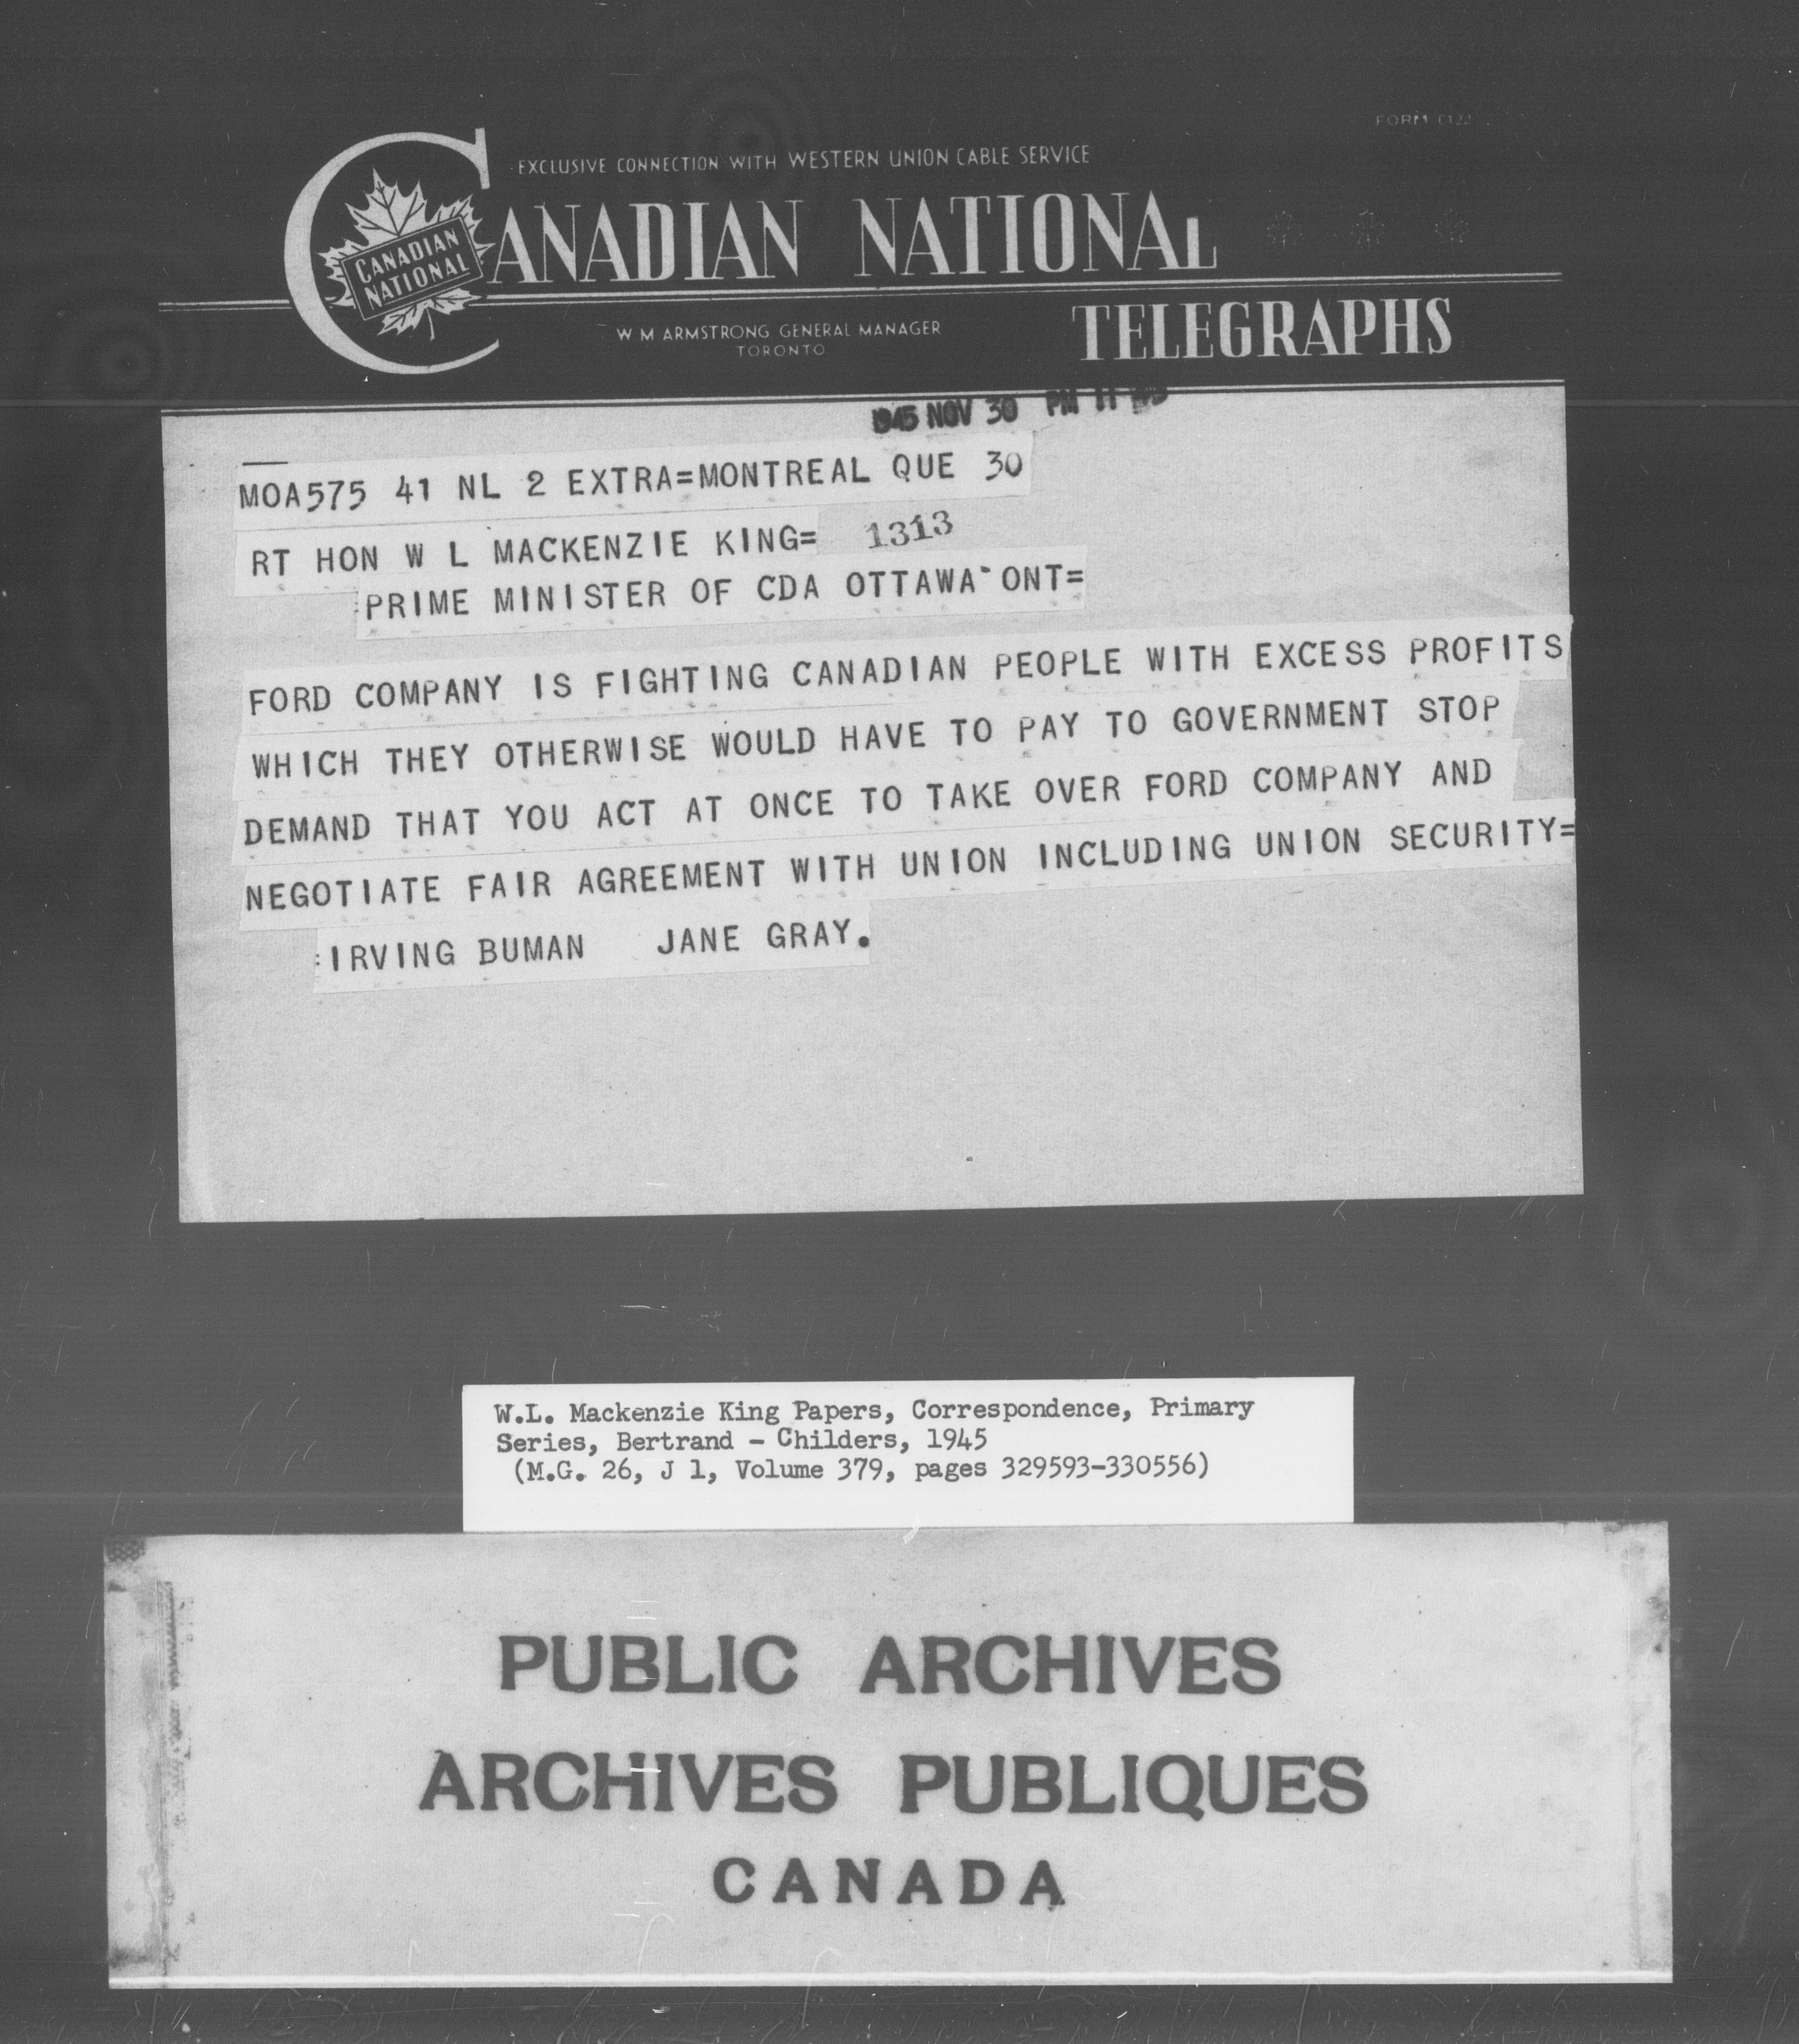 FORM 6122
EXCLUSIVE CONNECTION WITH WESTERN UNION CABLE SERVICE
CANADIAN NATIONAL
CANADIAN
NATIONAL
TELEGRAPHS
W M ARMSTRONG GENERAL MANAGER
TORONTO
1945 NOV 30 PM 11
MOA575 41 NL 2 EXTRA=MONTREAL QUE 30
RT HON W L MACKENZIE KING= 1313
:PRIME MINISTER OF CDA OTTAWA-ONT=
FORD COMPANY IS FIGHTING CANADIAN PEOPLE WITH EXCESS PROFITS
WHICH THEY OTHERWISE WOULD HAVE TO PAY TO GOVERNMENT STOP
DEMAND THAT YOU ACT AT ONCE TO TAKE OVER FORD COMPANY AND
NEGOTIATE FAIR AGREEMENT WITH UNION INCLUDING UNION SECURITY=
:IRVING BUMAN JANE GRAY.
W.L. Mackenzie King Papers, Correspondence, Primary
Series, Bertrand - Childers, 1945
(M.G. 26, J 1, Volume 379, pages 329593-330556)
PUBLIC ARCHIVES
ARCHIVES PUBLIQUES
CANADA